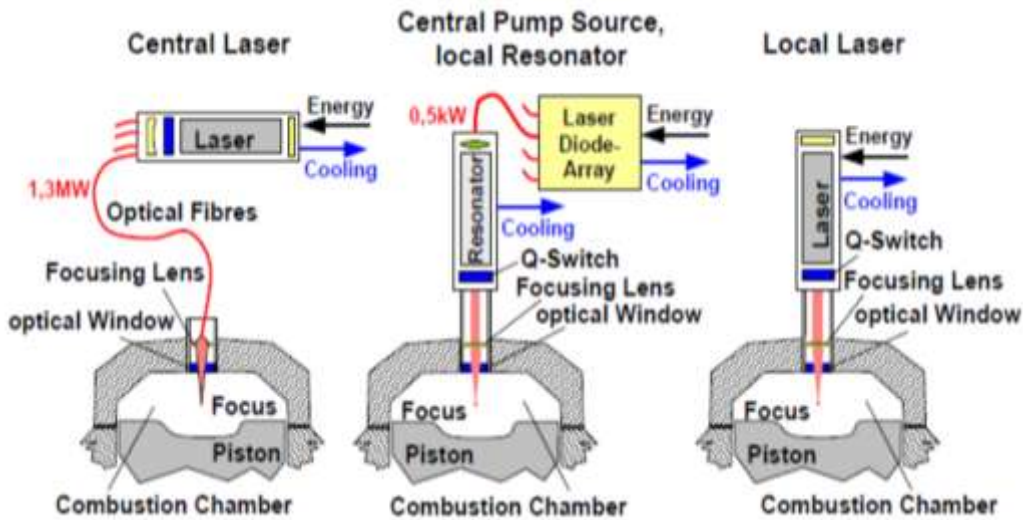 Central Laser
Energy
Laser
Cooling
1,3MW
Optical Fibres
Focusing Lens
optical Window
Focus
Piston
Combustion Chamber
Central Pump Source,
local Resonator
0,5kW
Laser
Diode-
Array
Energy
Cooling
Resonator
Cooling
Q-Switch
Focusing Lens
optical Window
Focus
Piston
Combustion Chamber
Local Laser
Energy
Laser
Cooling
Q-Switch
Focusing Lens
optical Window
Focus
Piston
Combustion Chamber